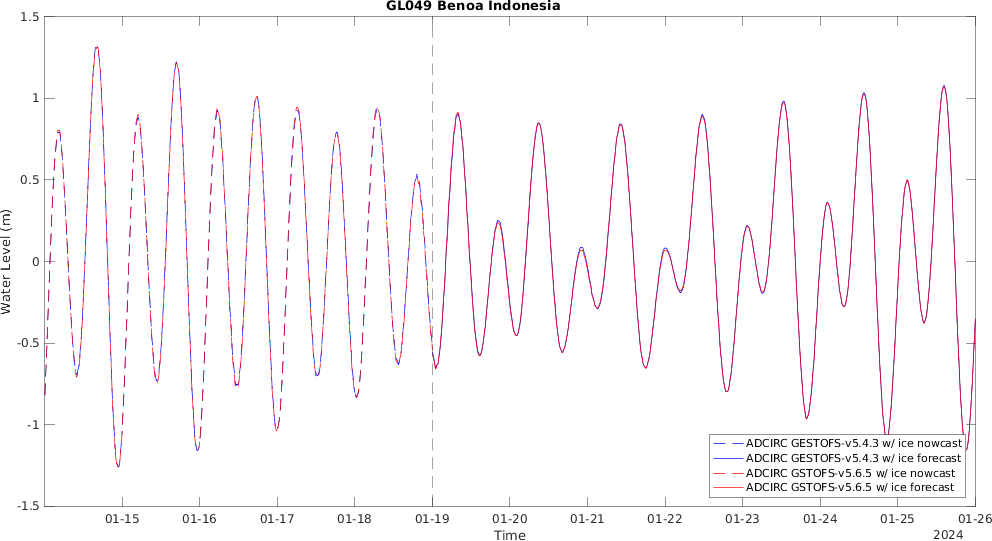 GL049 Benoa Indonesia
1.5
1
0.5
0
-0.5
-1
-1.5
Water Level (m)
ADCIRC GESTOFS-v5.4.3 w/ ice nowcast
ADCIRC GESTOFS-v5.4.3 w/ ice forecast
ADCIRC GSTOFS-v5.6.5 w/ ice nowcast
ADCIRC GSTOFS-v5.6.5 w/ ice forecast
01-15 01-16 01-17 01-18 01-19 01-20 01-21 01-22 01-23 01-24 01-25 01-26
Time
2024